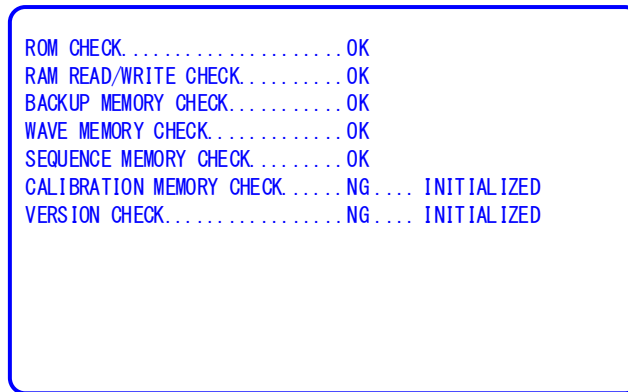 ROM CHECK.....................OK
RAM READ/WRITE CHECK..........OK
BACKUP MEMORY CHECK...........OK
WAVE MEMORY CHECK.............OK
SEQUENCE MEMORY CHECK.........OK
CALIBRATION MEMORY CHECK......NG.... INITIALIZED
VERSION CHECK.................NG.... INITIALIZED